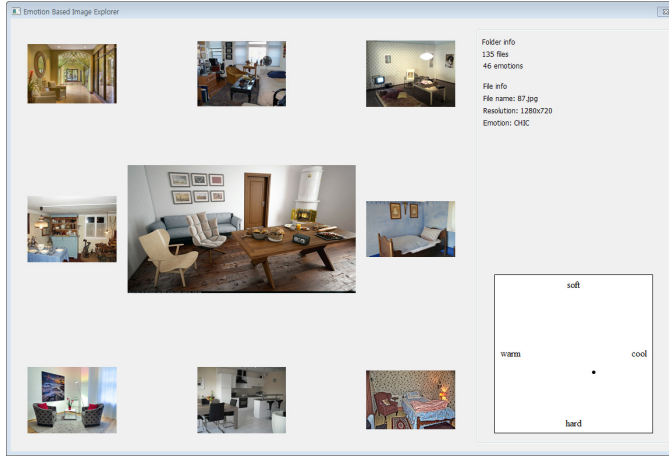 Emotion Based Image Explorer
Folder info
135 files
46 emotions
File info
File name: 87.jpg
Resolution: 1280x720
Emotion: CHIC
soft
warm
cool
hard